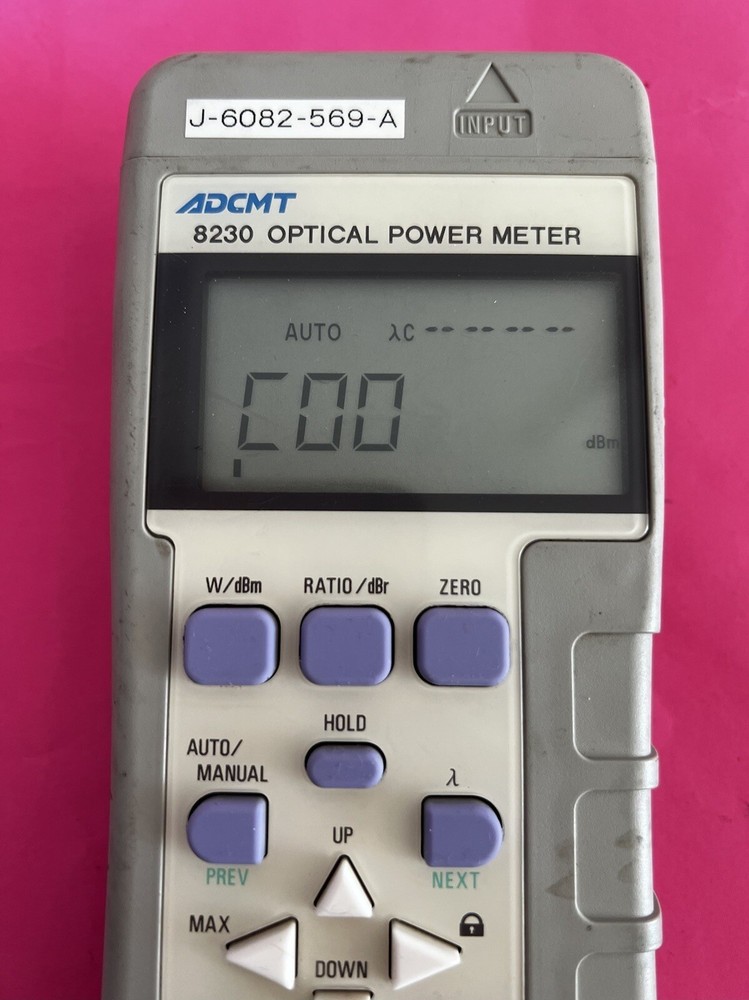 J-6082-569-A
INPUT
ADCMT
8230 OPTICAL POWER METER
AUTO λC -- -- -- --
C00
dBm
W/dBm RATIO/dBr ZERO
HOLD
AUTO/
MANUAL
λ
UP
PREV NEXT
MAX
DOWN